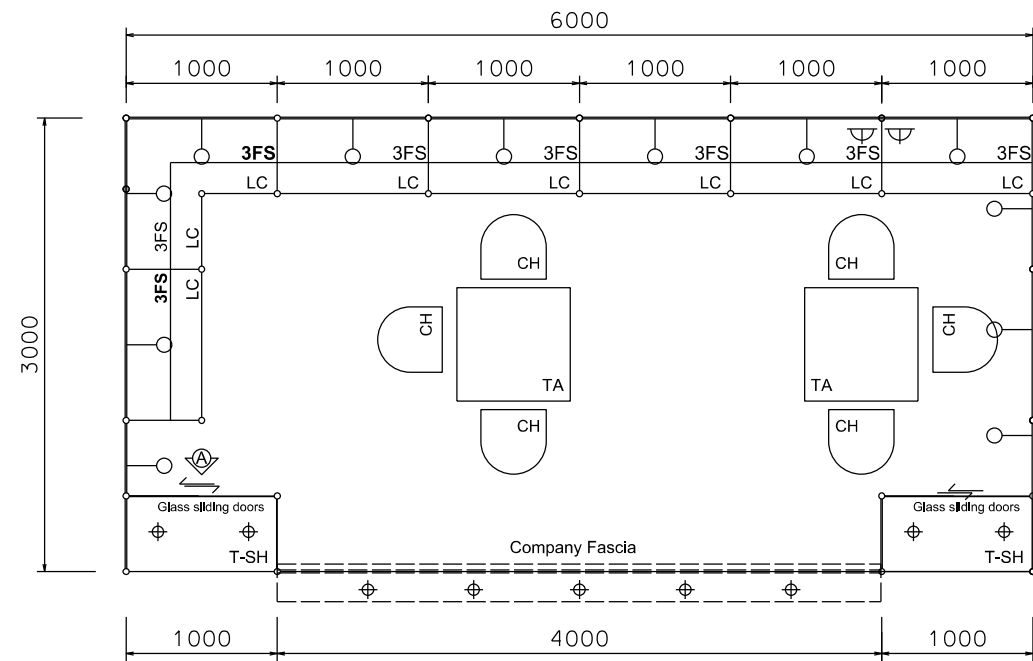 6000
1000 1000 1000 1000 1000 1000
3FS 3FS 3FS 3FS 3FS 3FS
LC LC LC LC LC LC
3FS LC
3FS LC
3000
CH CH
CH CH
TA TA
CH CH
A
Glass sliding doors Glass sliding doors
T-SH T-SH
Company Fascia
1000 4000 1000